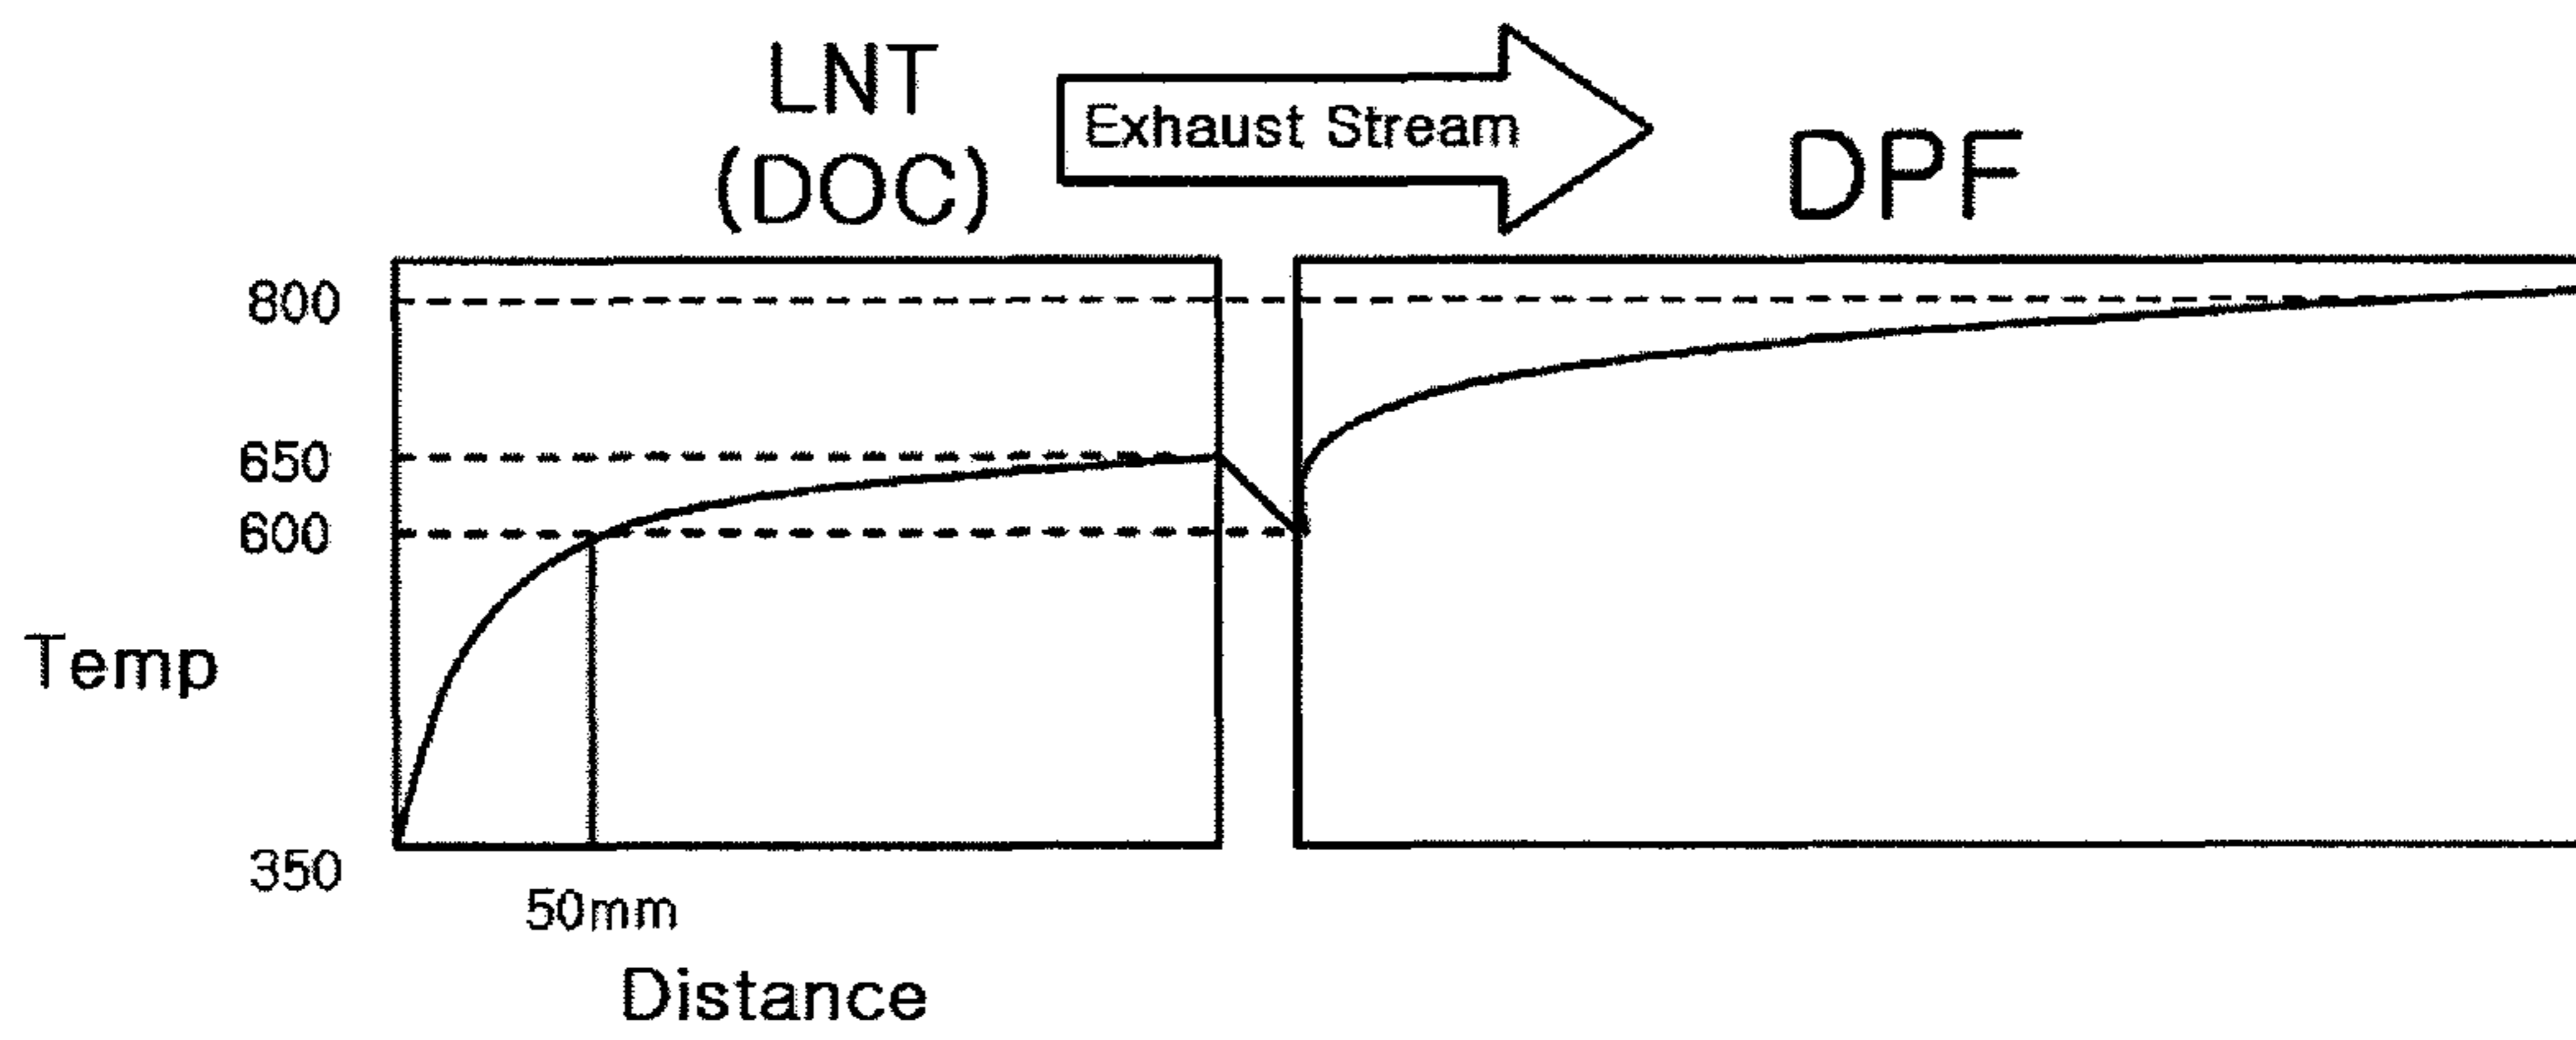 LNT
(DOC)
Exhaust Stream
DPF
800
650
600
Temp
350
50mm
Distance